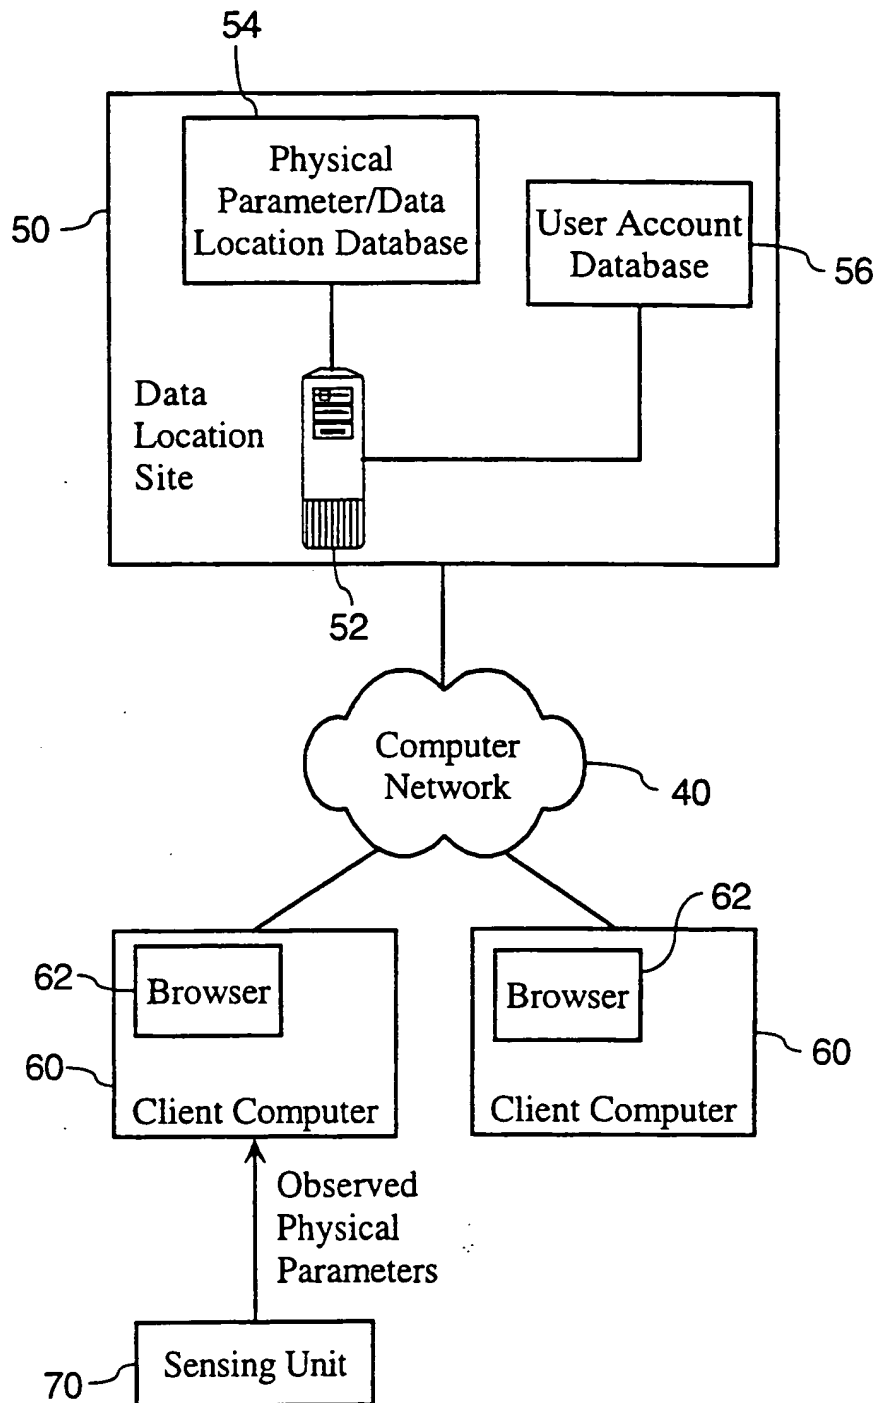 54
Physical
Parameter/Data
Location Database
50
User Account
Database
56
Data
Location
Site
52
Computer
Network
40
62
Browser
60
Client Computer
62
Browser
60
Client Computer
Observed
Physical
Parameters
Sensing Unit
70